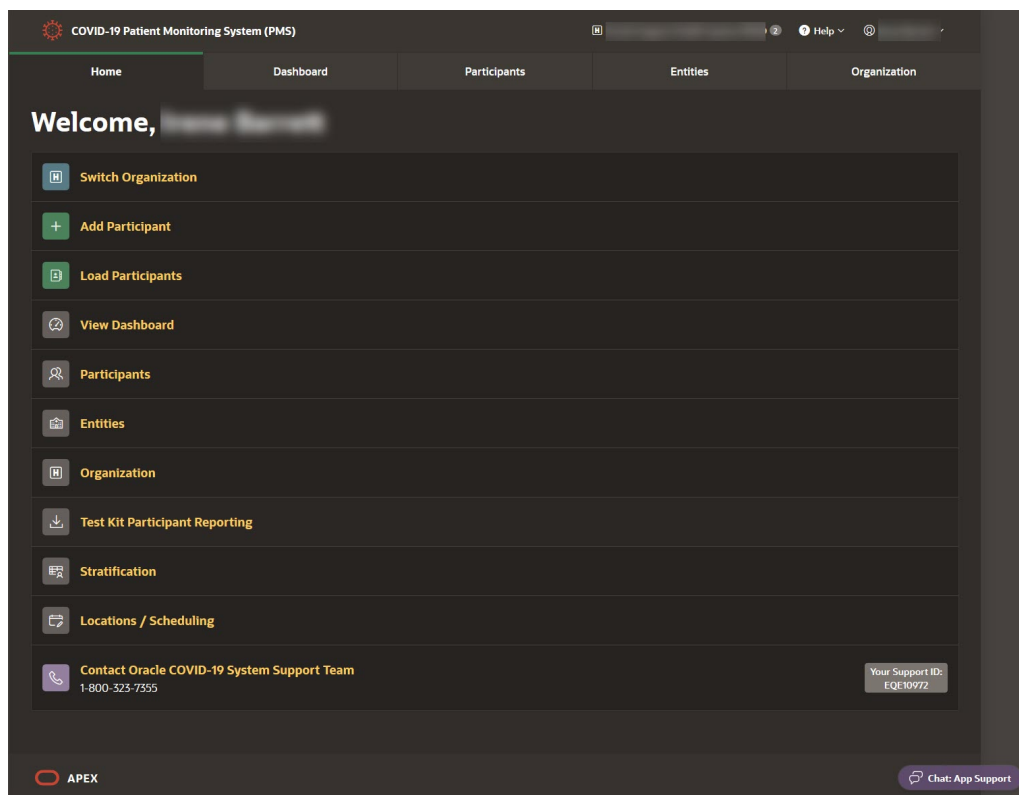 COVID-19 Patient Monitoring System (PMS)
2
Help
Home
Dashboard
Participants
Entities
Organization
Welcome,
Switch Organization
Add Participant
Load Participants
View Dashboard
Participants
Entities
Organization
Test Kit Participant Reporting
Stratification
Locations / Scheduling
Contact Oracle COVID-19 System Support Team
1-800-323-7355
Your Support ID:
EQE10972
APEX
Chat: App Support